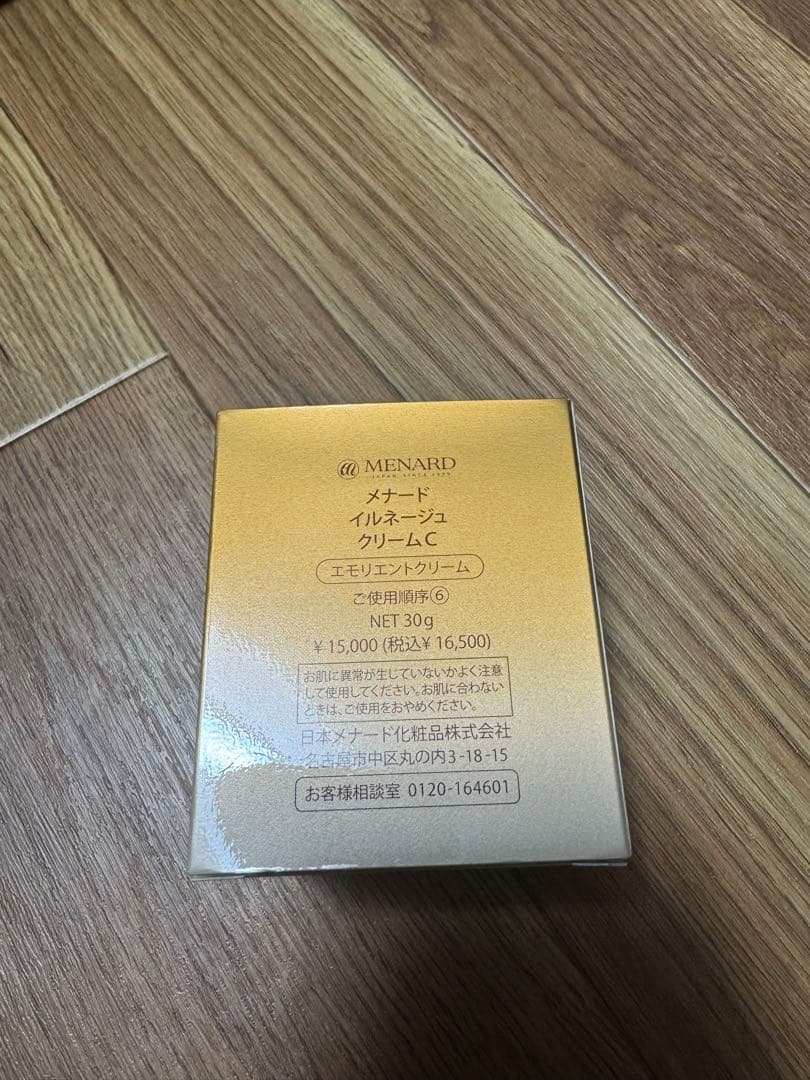 MENARD
JAPAN, SINCE 1959
メナード
イルネージュ
クリームC
エモリエントクリーム
ご使用順序⑥
NET 30g
¥15,000 (税込¥16,500)
お肌に異常が生じていないかよく注意
して使用してください。お肌に合わない
ときは、ご使用をおやめください。
日本メナード化粧品株式会社
名古屋市中区丸の内3-18-15
お客様相談室 0120-164601